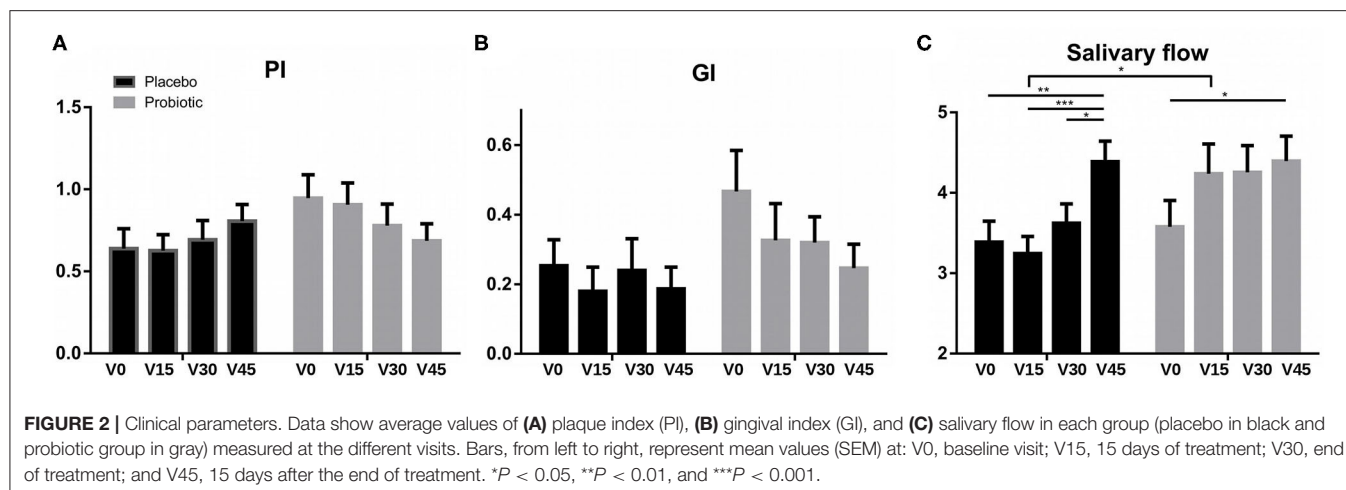 A
PI
Placebo
Probiotic
1.5
1.0
0.5
0.0
V0 V15 V30 V45 V0 V15 V30 V45
B
GI
0.6
0.4
0.2
0.0
V0 V15 V30 V45 V0 V15 V30 V45
C
Salivary flow
*
**
***
*
*
5
4
3
2
V0 V15 V30 V45 V0 V15 V30 V45
FIGURE 2 | Clinical parameters. Data show average values of (A) plaque index (PI), (B) gingival index (GI), and (C) salivary flow in each group (placebo in black and
probiotic group in gray) measured at the different visits. Bars, from left to right, represent mean values (SEM) at: V0, baseline visit; V15, 15 days of treatment; V30, end
of treatment; and V45, 15 days after the end of treatment. *P < 0.05, **P < 0.01, and ***P < 0.001.